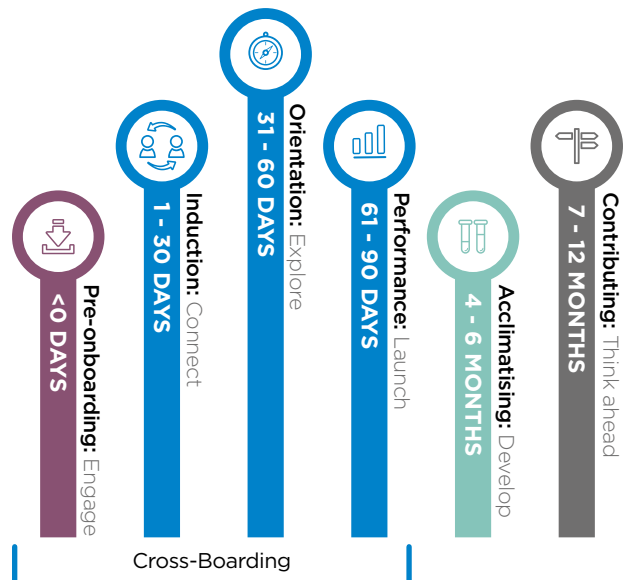 <0 DAYS
Pre-onboarding: Engage
1 - 30 DAYS
Induction: Connect
31 - 60 DAYS
Orientation: Explore
61 - 90 DAYS
Performance: Launch
4 - 6 MONTHS
Acclimatising: Develop
7 - 12 MONTHS
Contributing: Think ahead
Cross-Boarding